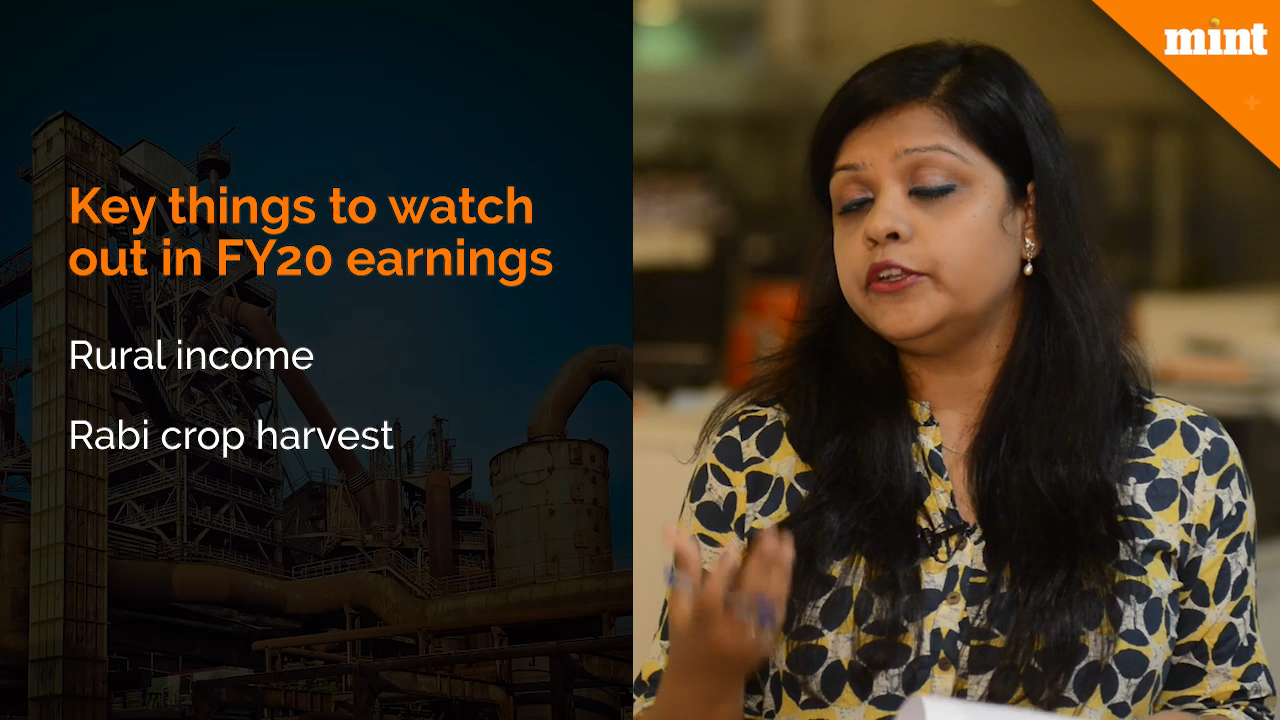 mint
Key things to watch
out in FY20 earnings
Rural income
Rabi crop harvest